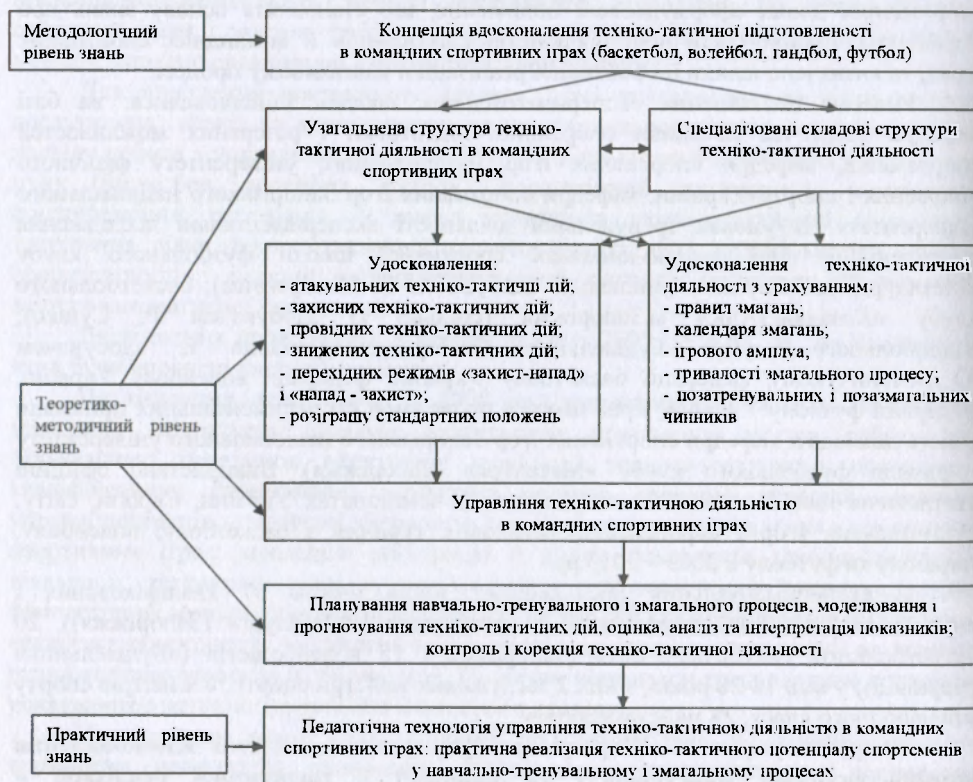 Методологічний
рівень знань
Концепція вдосконалення техніко-тактичної підготовленості
командних спортивних іграх (баскетбол, волейбол, гандбол, футбол)
Узагальнена структура техніко-
тактичної діяльності в командних
спортивних іграх
Спеціалізовані складові структури
техніко-тактичної діяльності
Удосконалення:
- атакувальних техніко-тактичні дій;
- захисних техніко-тактичних дій;
- провідних техніко-тактичних дій,
- знижених техніко-тактичних дій;
- перехідних режимів «захист-напад»
і «напад - захист»;
- стандартних положень
Удосконалення техніко-тактично
діяльності з урахуванням:
- правил змагань;
- календаря змагань;
- ігрового амплуа;
- тривалості змагального процесу;
- позатренувальних і позазмагальних
чинників
Теоретико-
методичний рівень
знань
Управління техніко-тактичною діяльністю
в командних спортивних іграх
Планування навчально-тренувального і змагального процесів, моделювання і
програмування техніко-тактичних дій, оцінка, аналіз та інтерпретація показників;
контроль і корекція техніко-тактичної діяльності
Практичний рівень
знань
Педагогічна технологія управління техніко-тактичною діяльністю в командних
спортивних іграх: практична реалізація техніко-тактичного потенціалу спортсменів
у навчально-тренувальному і змагальному процесах